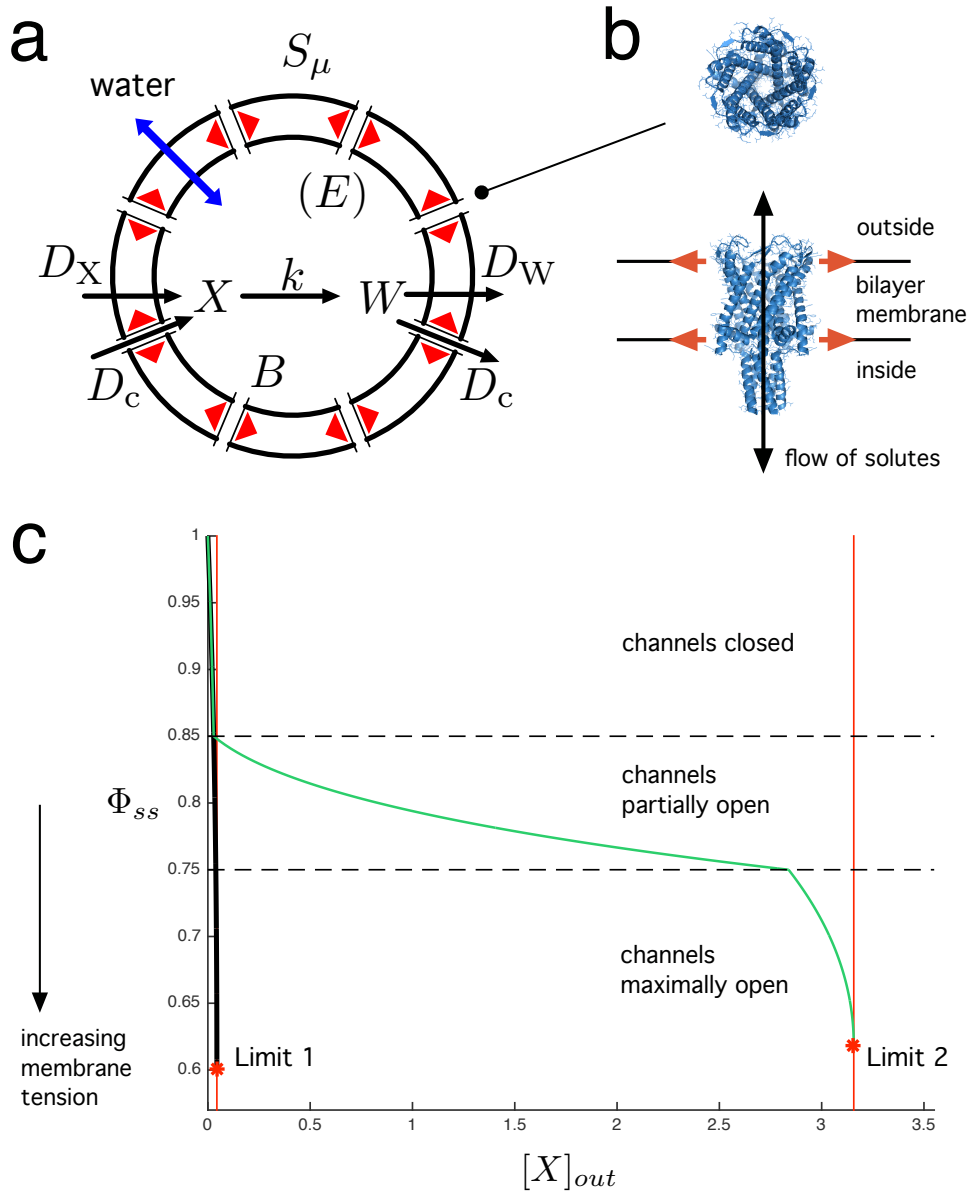 a
b
S_μ
water
(E)
D_X
X
k
W
D_W
D_c
B
D_c
outside
bilayer
membrane
inside
flow of solutes
c
1
0.95
channels closed
0.9
0.85
channels
partially open
Φ_ss
0.8
0.75
0.7
channels
maximally open
0.65
increasing
membrane
tension
0.6
Limit 1
Limit 2
0
0.5
1
1.5
2
2.5
3
3.5
[X]_out